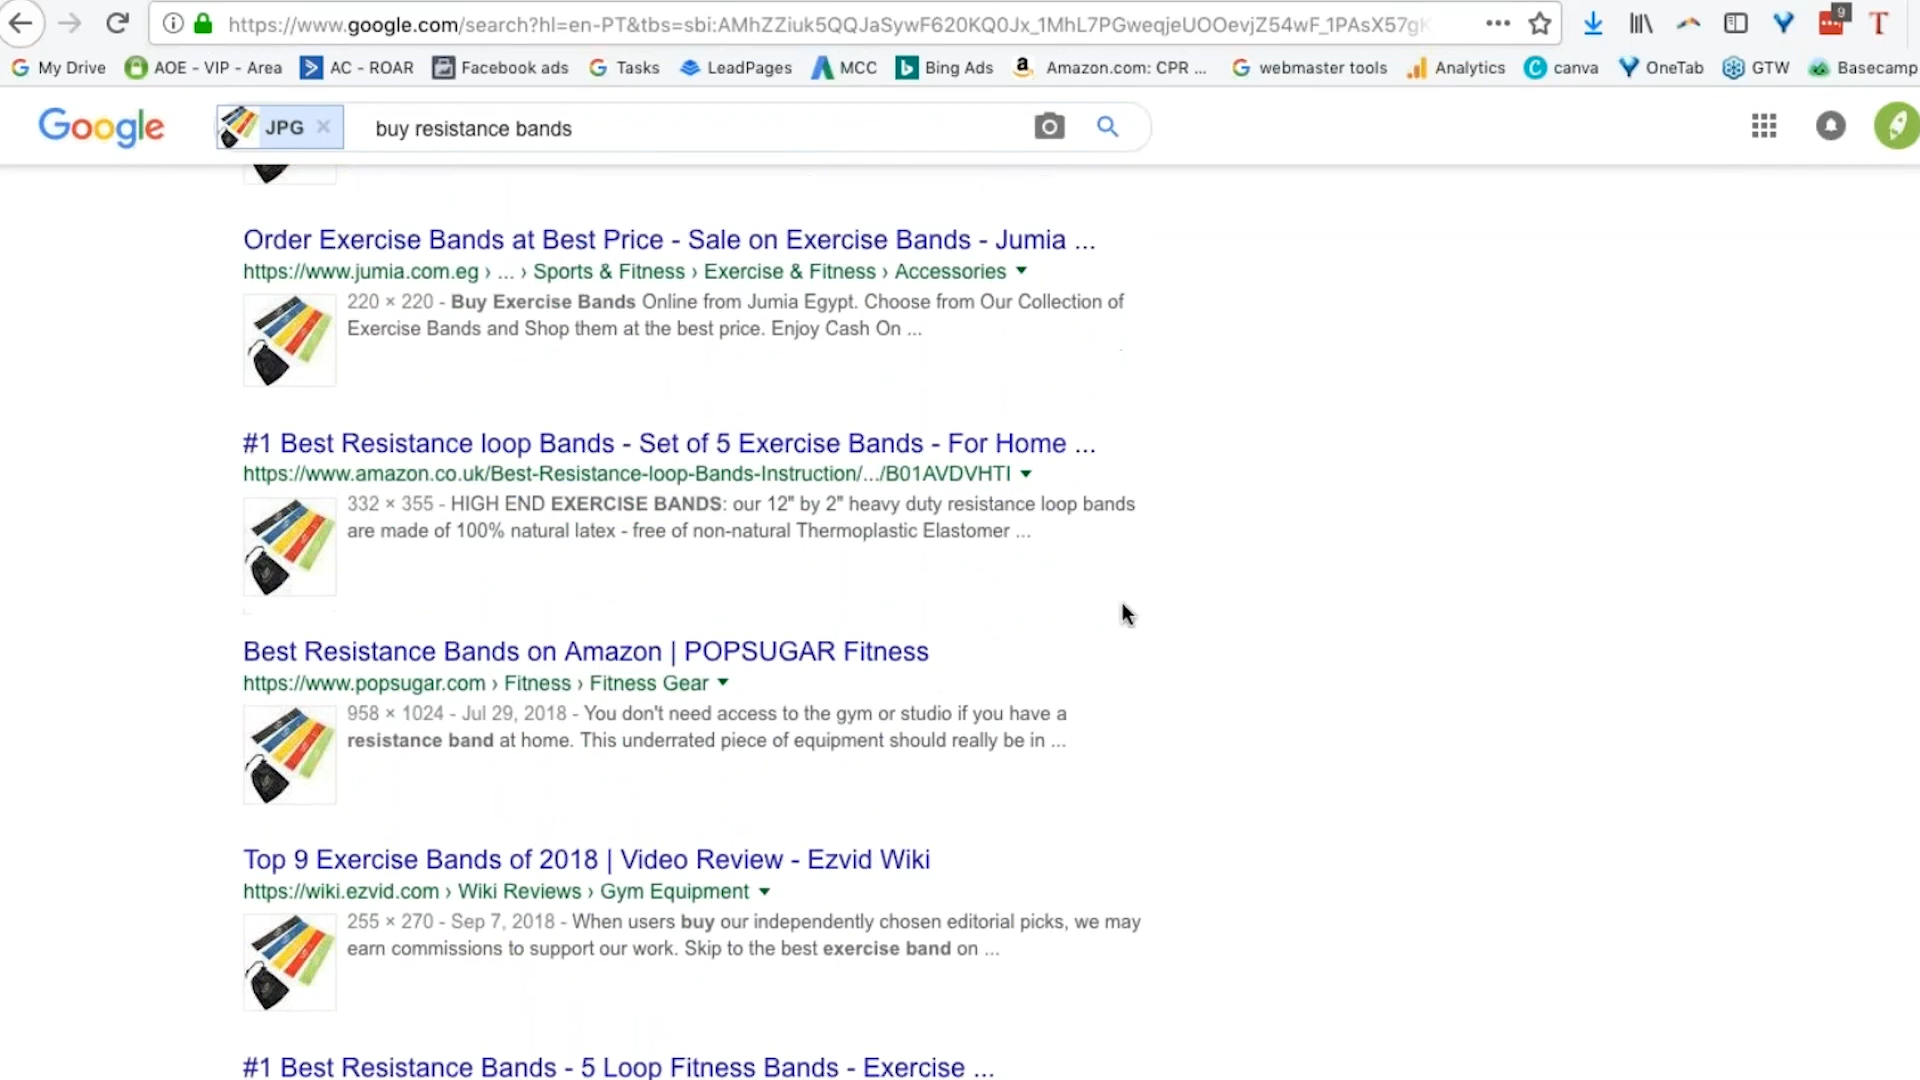 https://www.google.com/search?hl=en-PT&tbs=sbi:AMhZZiuk5QQJaSywF620KQ0Jx_1MhL7PGweqjeUOOevjZ54wF_1PAsX57gK
9
T
My Drive AOE - VIP - Area AC - ROAR Facebook ads Tasks LeadPages MCC Bing Ads Amazon.com: CPR ... webmaster tools Analytics canva OneTab GTW Basecamp
Google JPG × buy resistance bands
Order Exercise Bands at Best Price - Sale on Exercise Bands - Jumia ...
https://www.jumia.com.eg › ... › Sports & Fitness › Exercise & Fitness › Accessories
220 × 220 - Buy Exercise Bands Online from Jumia Egypt. Choose from Our Collection of
Exercise Bands and Shop them at the best price. Enjoy Cash On ...
#1 Best Resistance loop Bands - Set of 5 Exercise Bands - For Home ...
https://www.amazon.co.uk/Best-Resistance-loop-Bands-Instruction/.../B01AVDVHTI
332 × 355 - HIGH END EXERCISE BANDS: our 12" by 2" heavy duty resistance loop bands
are made of 100% natural latex - free of non-natural Thermoplastic Elastomer ...
Best Resistance Bands on Amazon | POPSUGAR Fitness
https://www.popsugar.com › Fitness › Fitness Gear
958 × 1024 - Jul 29, 2018 - You don't need access to the gym or studio if you have a
resistance band at home. This underrated piece of equipment should really be in ...
Top 9 Exercise Bands of 2018 | Video Review - Ezvid Wiki
https://wiki.ezvid.com › Wiki Reviews › Gym Equipment
255 × 270 - Sep 7, 2018 - When users buy our independently chosen editorial picks, we may
earn commissions to support our work. Skip to the best exercise band on ...
#1 Best Resistance Bands - 5 Loop Fitness Bands - Exercise ...